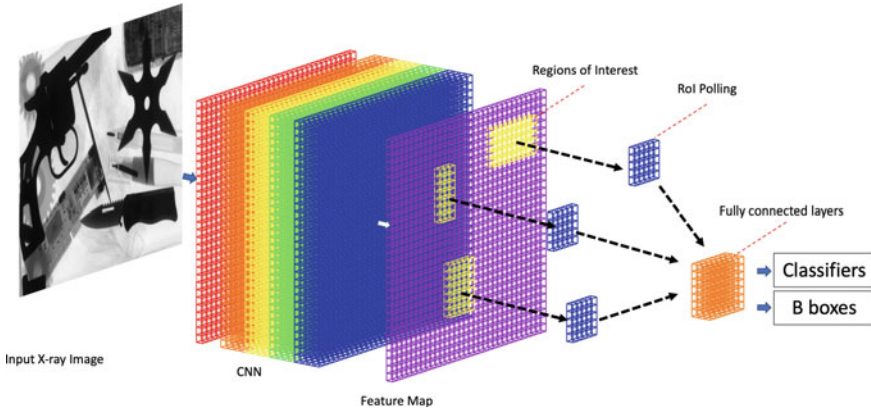 Regions of Interest
RoI Polling
Fully connected layers
Classifiers
B boxes
Input X-ray Image
CNN
Feature Map